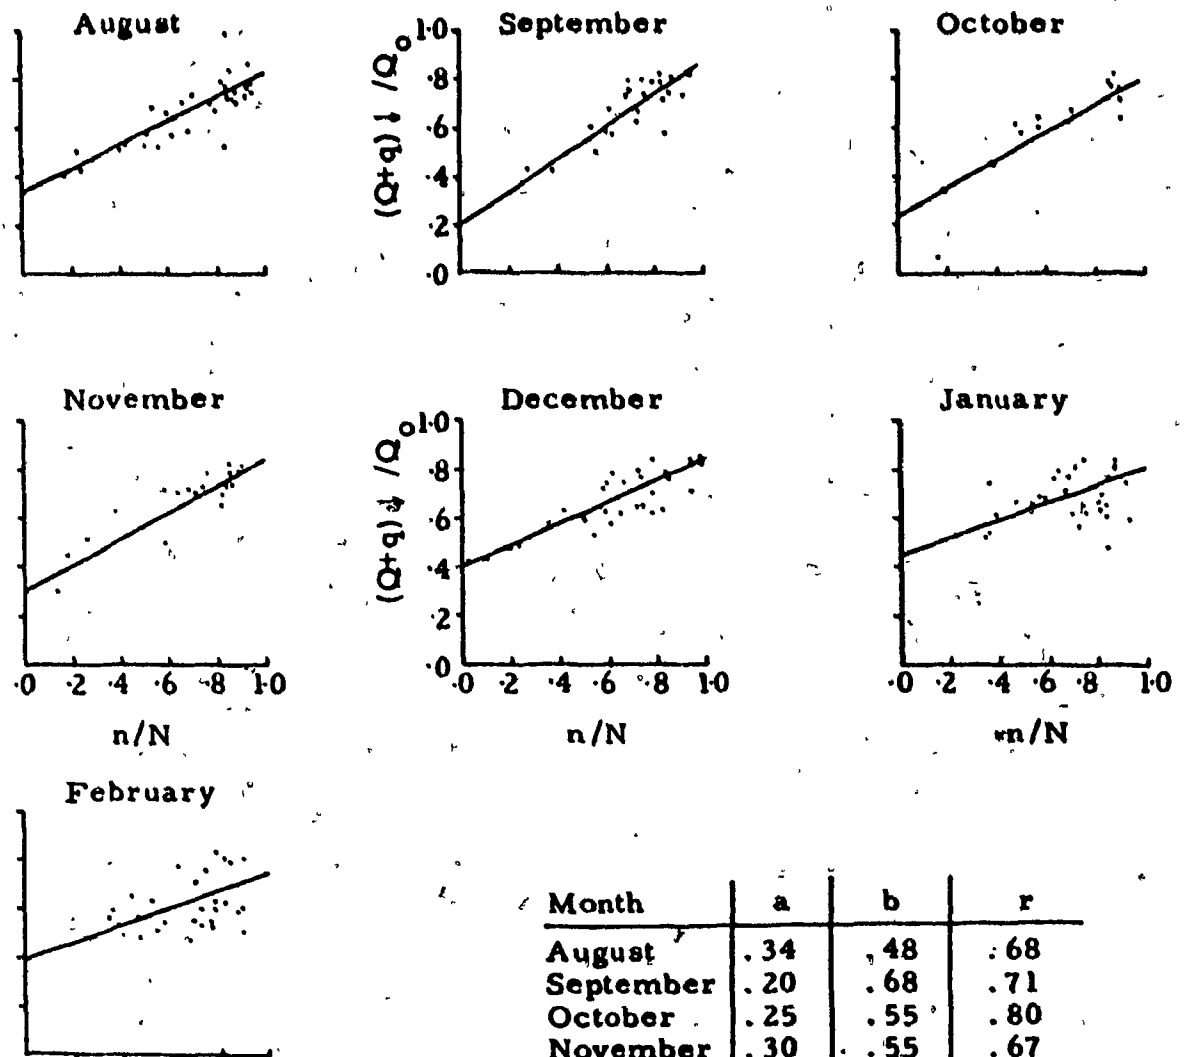 August
September
October
(Q+q)↓ /Q₀
1.0
.8
.6
.4
.2
.0
November
December
January
(Q+q)↓ /Q₀
1.0
.8
.6
.4
.2
.0
.0 .2 .4 .6 .8 1.0
.0 .2 .4 .6 .8 1.0
.0 .2 .4 .6 .8 1.0
n/N
n/N
n/N
February
Month a b r
August .34 .48 .68
September .20 .68 .71
October .25 .55 .80
November .30 .55 .67